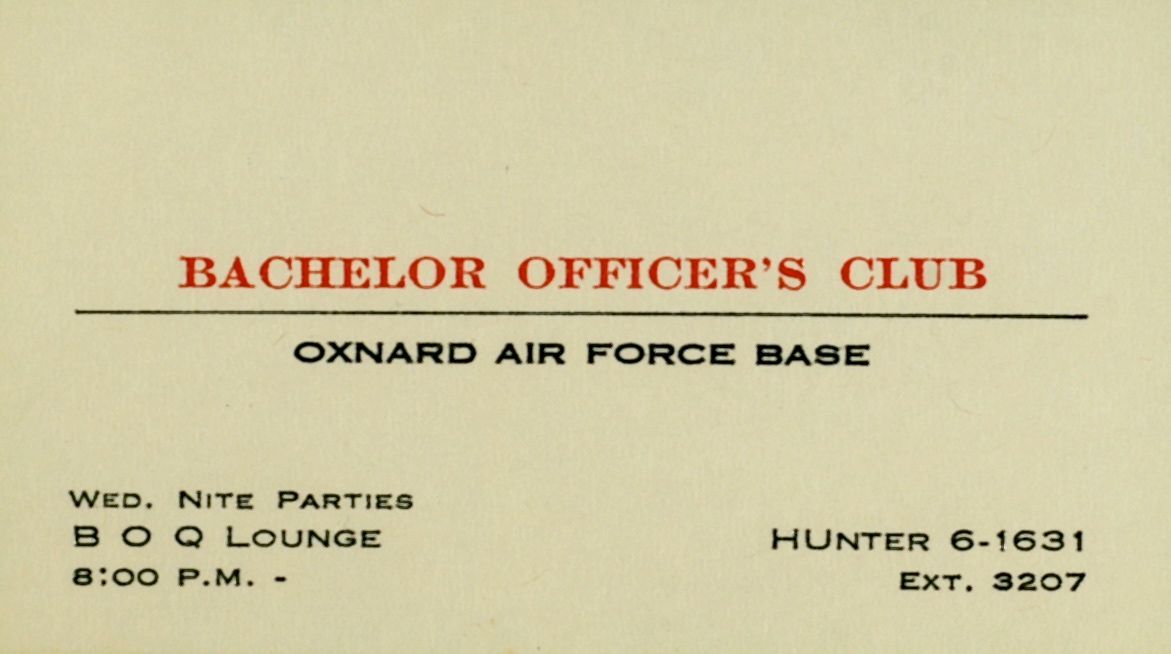 BACHELOR OFFICER'S CLUB
OXNARD AIR FORCE BASE
WED. NITE PARTIES
B O Q LOUNGE
8:00 P.M. -
HUNTER 6-1631
EXT. 3207